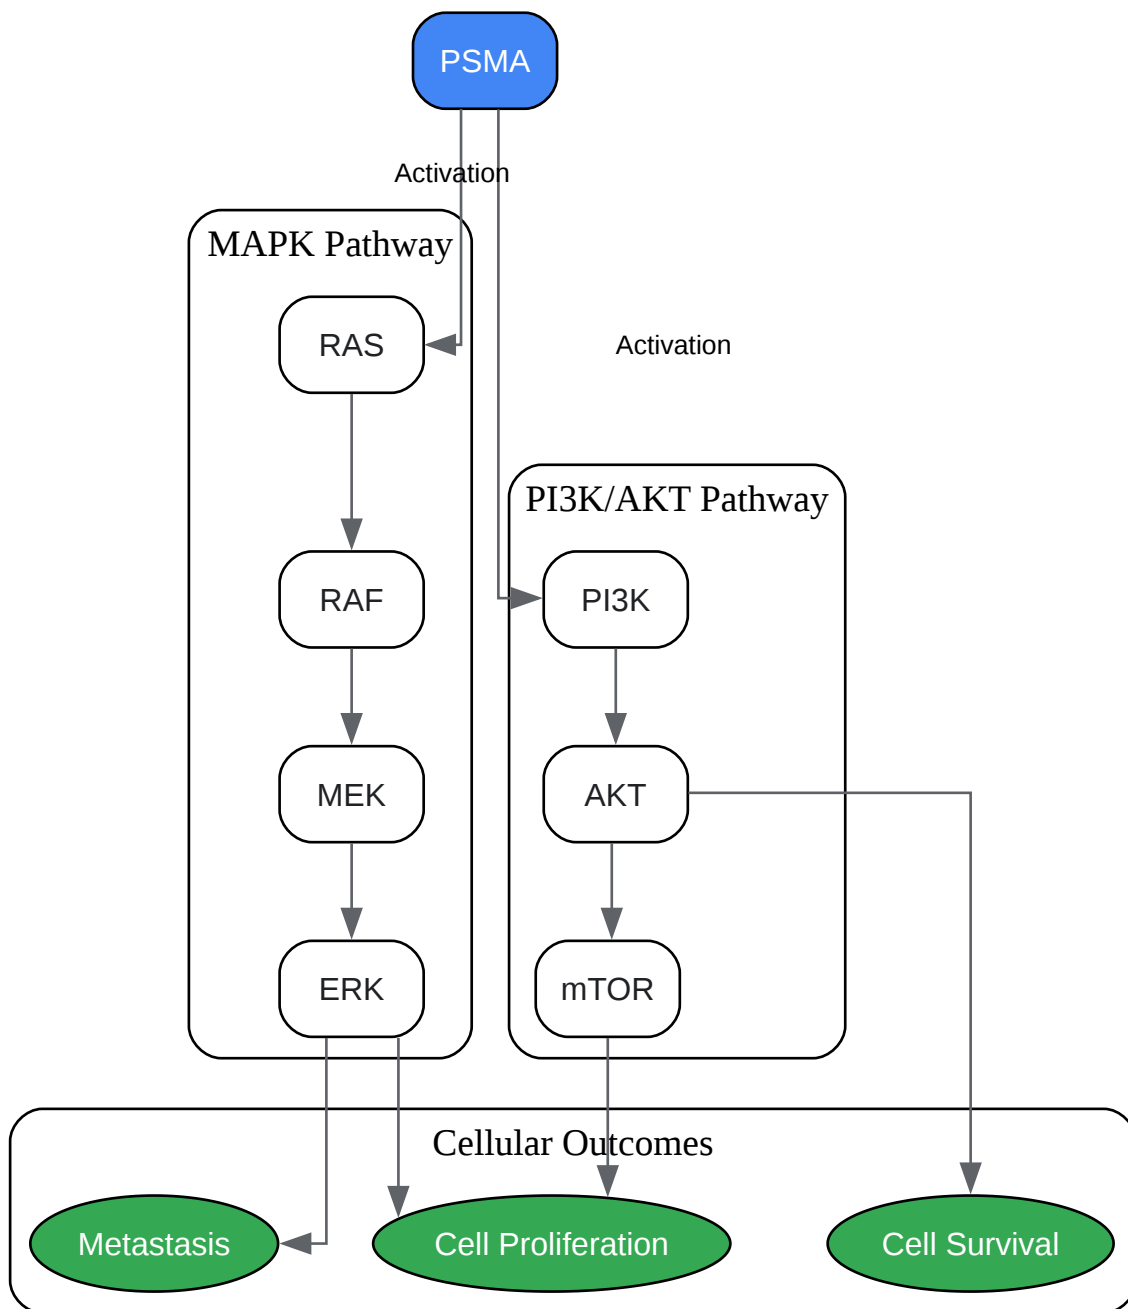 PSMA
Activation
MAPK Pathway
RAS
Activation
PI3K/AKT Pathway
RAF
PI3K
MEK
AKT
ERK
mTOR
Cellular Outcomes
Metastasis
Cell Proliferation
Cell Survival